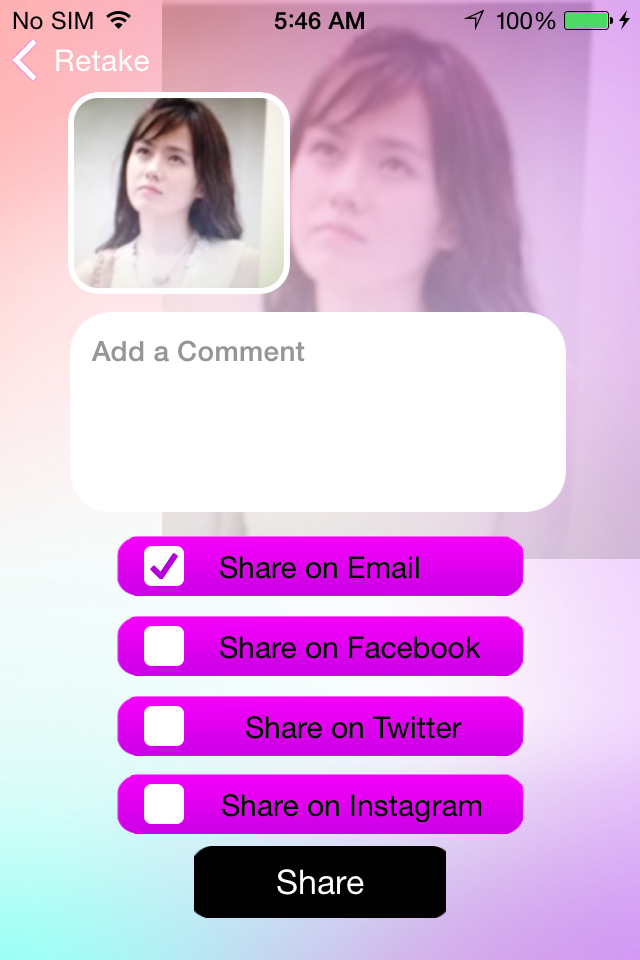 No SIM 5:46 AM 100%
Retake
Add a Comment
Share on Email
Share on Facebook
Share on Twitter
Share on Instagram
Share